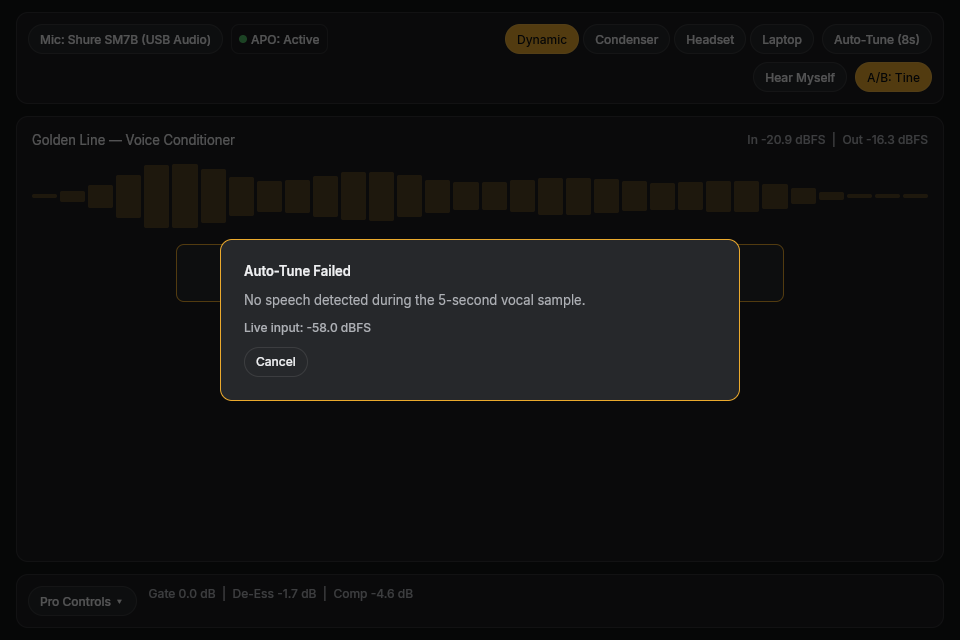 Mic: Shure SM7B (USB Audio) APO: Active Dynamic Condenser Headset Laptop Auto-Tune (8s)
Hear Myself A/B: Tine
Golden Line — Voice Conditioner In -20.9 dBFS | Out -16.3 dBFS
Auto-Tune Failed
No speech detected during the 5-second vocal sample.
Live input: -58.0 dBFS
Cancel
Pro Controls ▾ Gate 0.0 dB | De-Ess -1.7 dB | Comp -4.6 dB